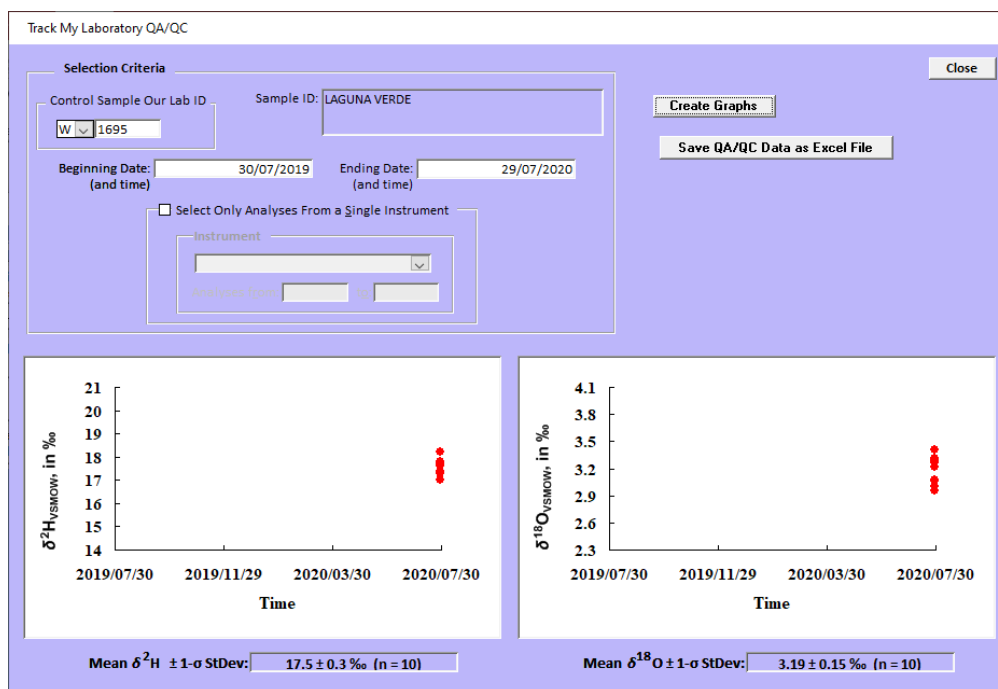 Track My Laboratory QA/QC
Selection Criteria
Close
Control Sample Our Lab ID
Sample ID: LAGUNA VERDE
W 1695
Create Graphs
Save QA/QC Data as Excel File
Beginning Date: 30/07/2019
(and time)
Ending Date: 29/07/2020
(and time)
Select Only Analyses From a Single Instrument
Instrument
δ²H_VSMOW, in ‰
21
20
19
18
17
16
15
14
2019/07/30 2019/11/29 2020/03/30 2020/07/30
Time
δ¹⁸O_VSMOW, in ‰
4.1
3.8
3.5
3.2
2.9
2.6
2.3
2019/07/30 2019/11/29 2020/03/30 2020/07/30
Time
Mean δ²H ± 1-σ StDev: 17.5 ± 0.3 ‰ (n = 10)
Mean δ¹⁸O ± 1-σ StDev: 3.19 ± 0.15 ‰ (n = 10)